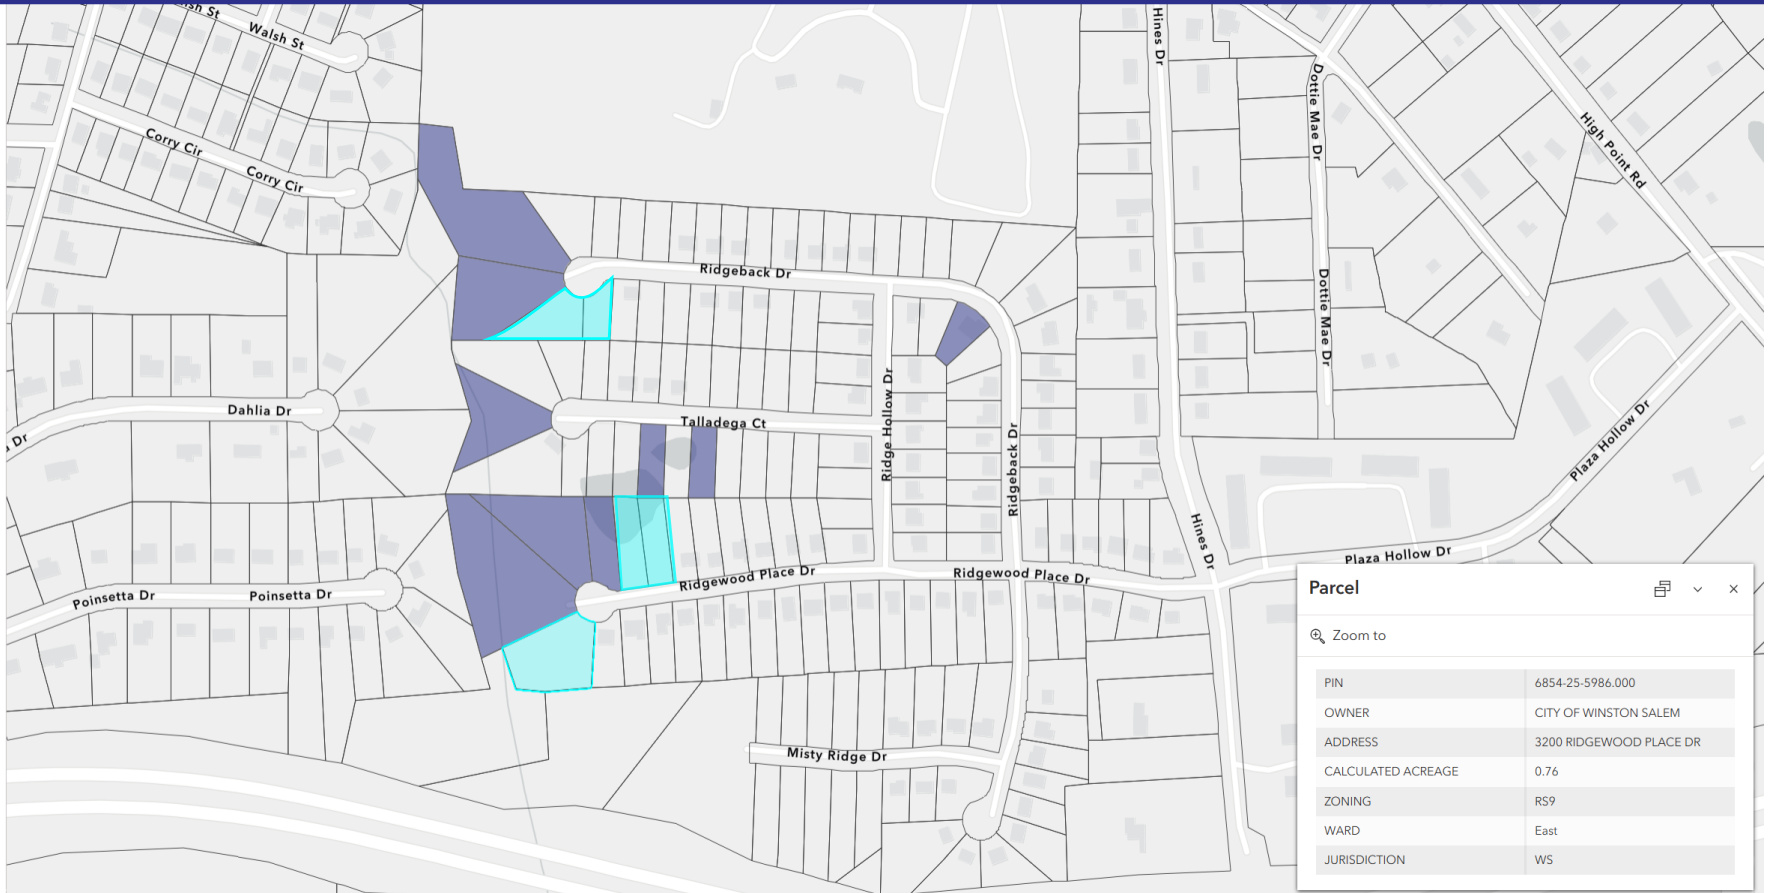 sh St
Walsh St
Hines Dr
Dottie Mae Dr
High Point Rd
Corry Cir
Corry Cir
Ridgeback Dr
Dottie Mae Dr
Ridge Hollow Dr
Dahlia Dr
a Dr
Talladega Ct
Ridgeback Dr
Plaza Hollow Dr
Hines Dr
Plaza Hollow Dr
Poinsetta Dr
Poinsetta Dr
Ridgewood Place Dr
Ridgewood Place Dr
Misty Ridge Dr
Parcel
Zoom to
PIN 6854-25-5986.000
OWNER CITY OF WINSTON SALEM
ADDRESS 3200 RIDGEWOOD PLACE DR
CALCULATED ACREAGE 0.76
ZONING RS9
WARD East
JURISDICTION WS